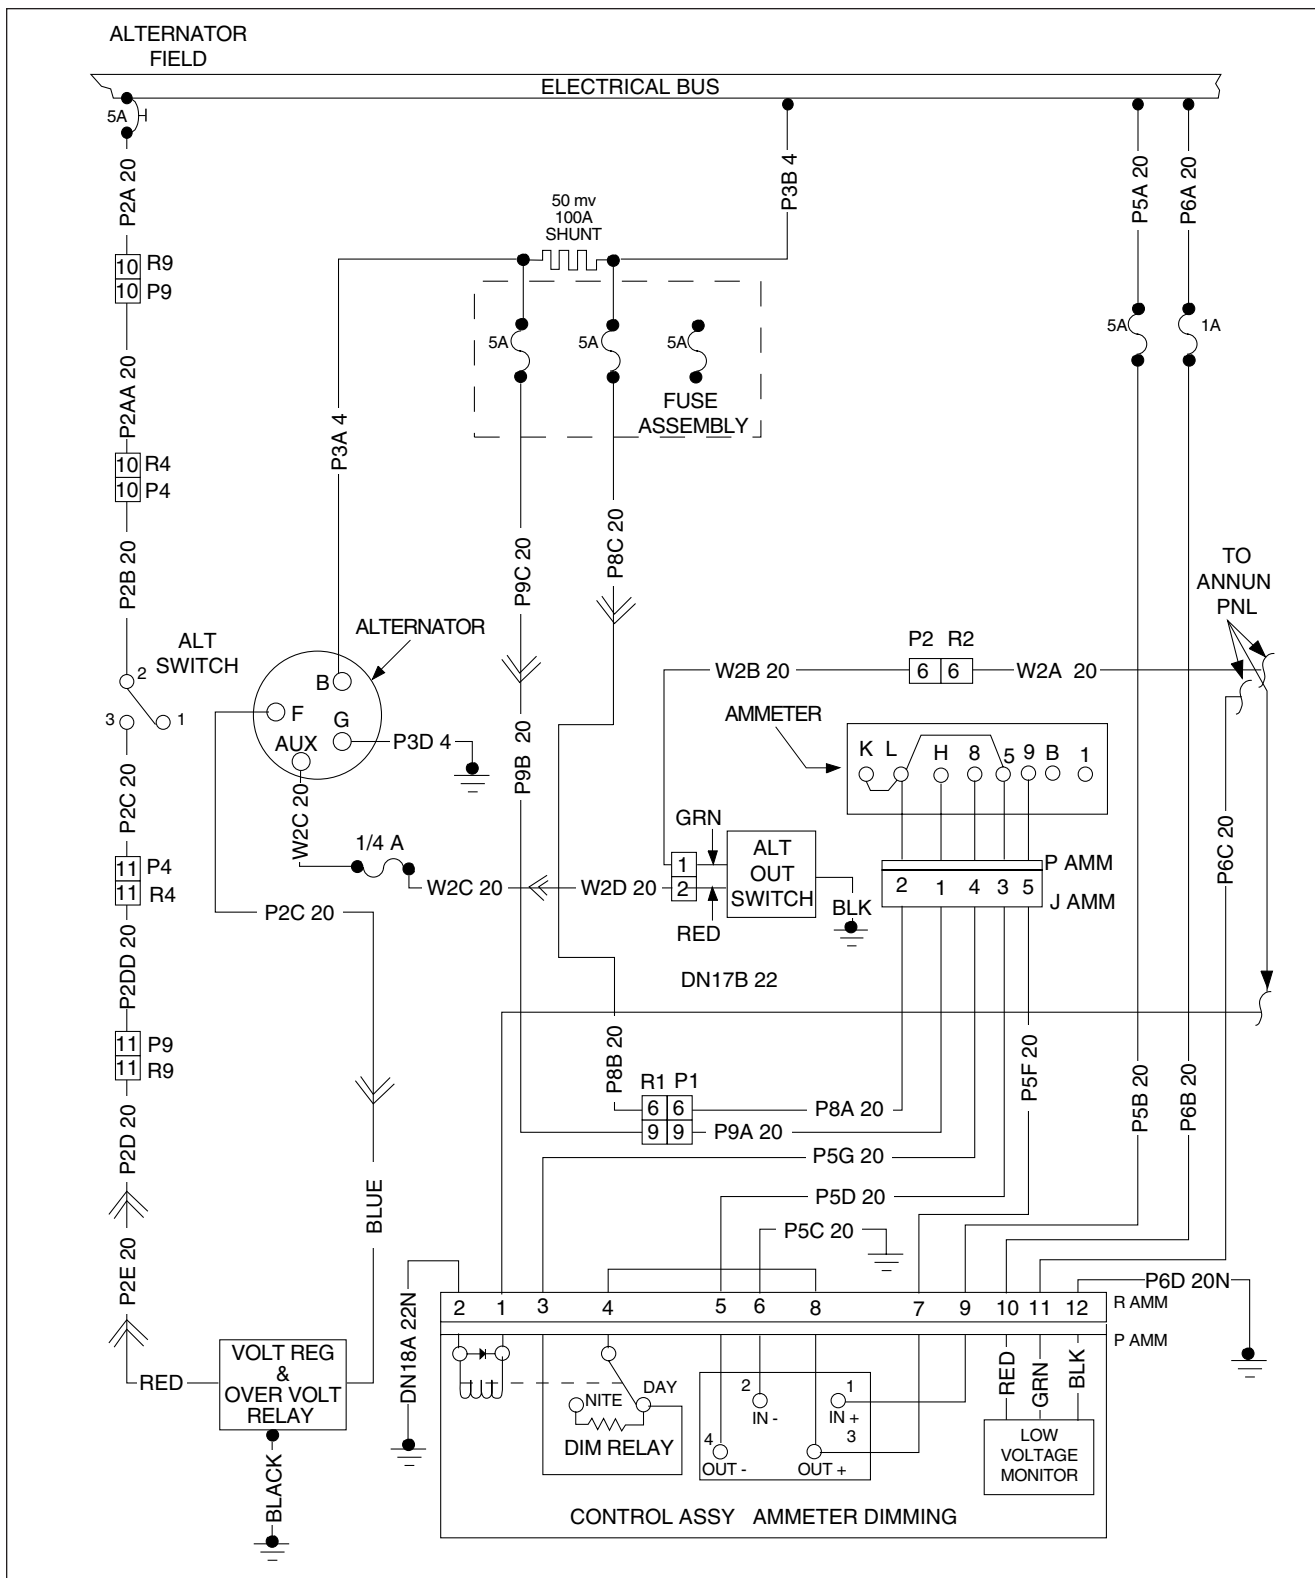 ALTERNATOR
FIELD
ELECTRICAL BUS
5A
P2A 20
10 R9
10 P9
P2AA 20
10 R4
10 P4
P2B 20
ALT
SWITCH
2
3
1
P2C 20
11 P4
11 R4
P2DD 20
11 P9
11 R9
P2D 20
P2E 20
RED
VOLT REG
&
OVER VOLT
RELAY
BLACK
BLUE
P2C 20
ALTERNATOR
B
F
G
AUX
P3D 4
P3A 4
W2C 20
1/4 A
W2C 20
W2D 20
50 mv
100A
SHUNT
P3B 4
5A
5A
5A
FUSE
ASSEMBLY
P9C 20
P8C 20
P9B 20
P8B 20
P5A 20
P6A 20
5A
1A
TO
ANNUN
PNL
P2 R2
W2B 20
6 6
W2A 20
AMMETER
K L H 8 5 9 B 1
GRN
1
2
RED
ALT
OUT
SWITCH
BLK
P AMM
2 1 4 3 5
J AMM
P6C 20
DN17B 22
P5F 20
P5B 20
P6B 20
R1 P1
6 6
9 9
P8A 20
P9A 20
P5G 20
P5D 20
P5C 20
P6D 20N
DN18A 22N
2 1 3 4 5 6 8 7 9 10 11 12
R AMM
P AMM
NITE
DAY
DIM RELAY
2
IN -
1
IN +
4
OUT -
3
OUT +
RED
GRN
BLK
LOW
VOLTAGE
MONITOR
CONTROL ASSY AMMETER DIMMING